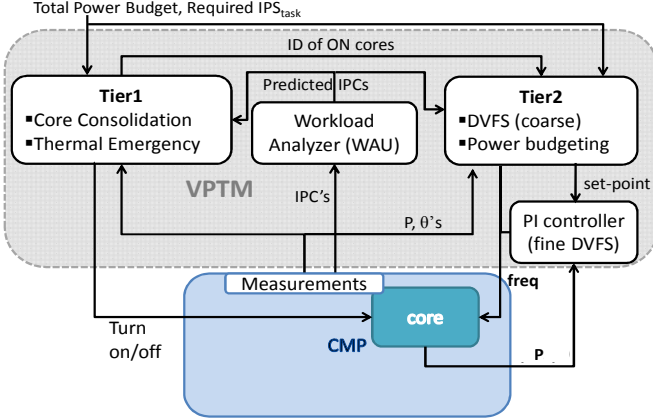 Total Power Budget, Required IPS_task
ID of ON cores
Tier1
▪Core Consolidation
▪Thermal Emergency
Predicted IPCs
Workload
Analyzer (WAU)
Tier2
▪DVFS (coarse)
▪Power budgeting
VPTM
IPC's
P, θ's
set-point
PI controller
(fine DVFS)
Measurements
freq
core
Turn
on/off
CMP
P